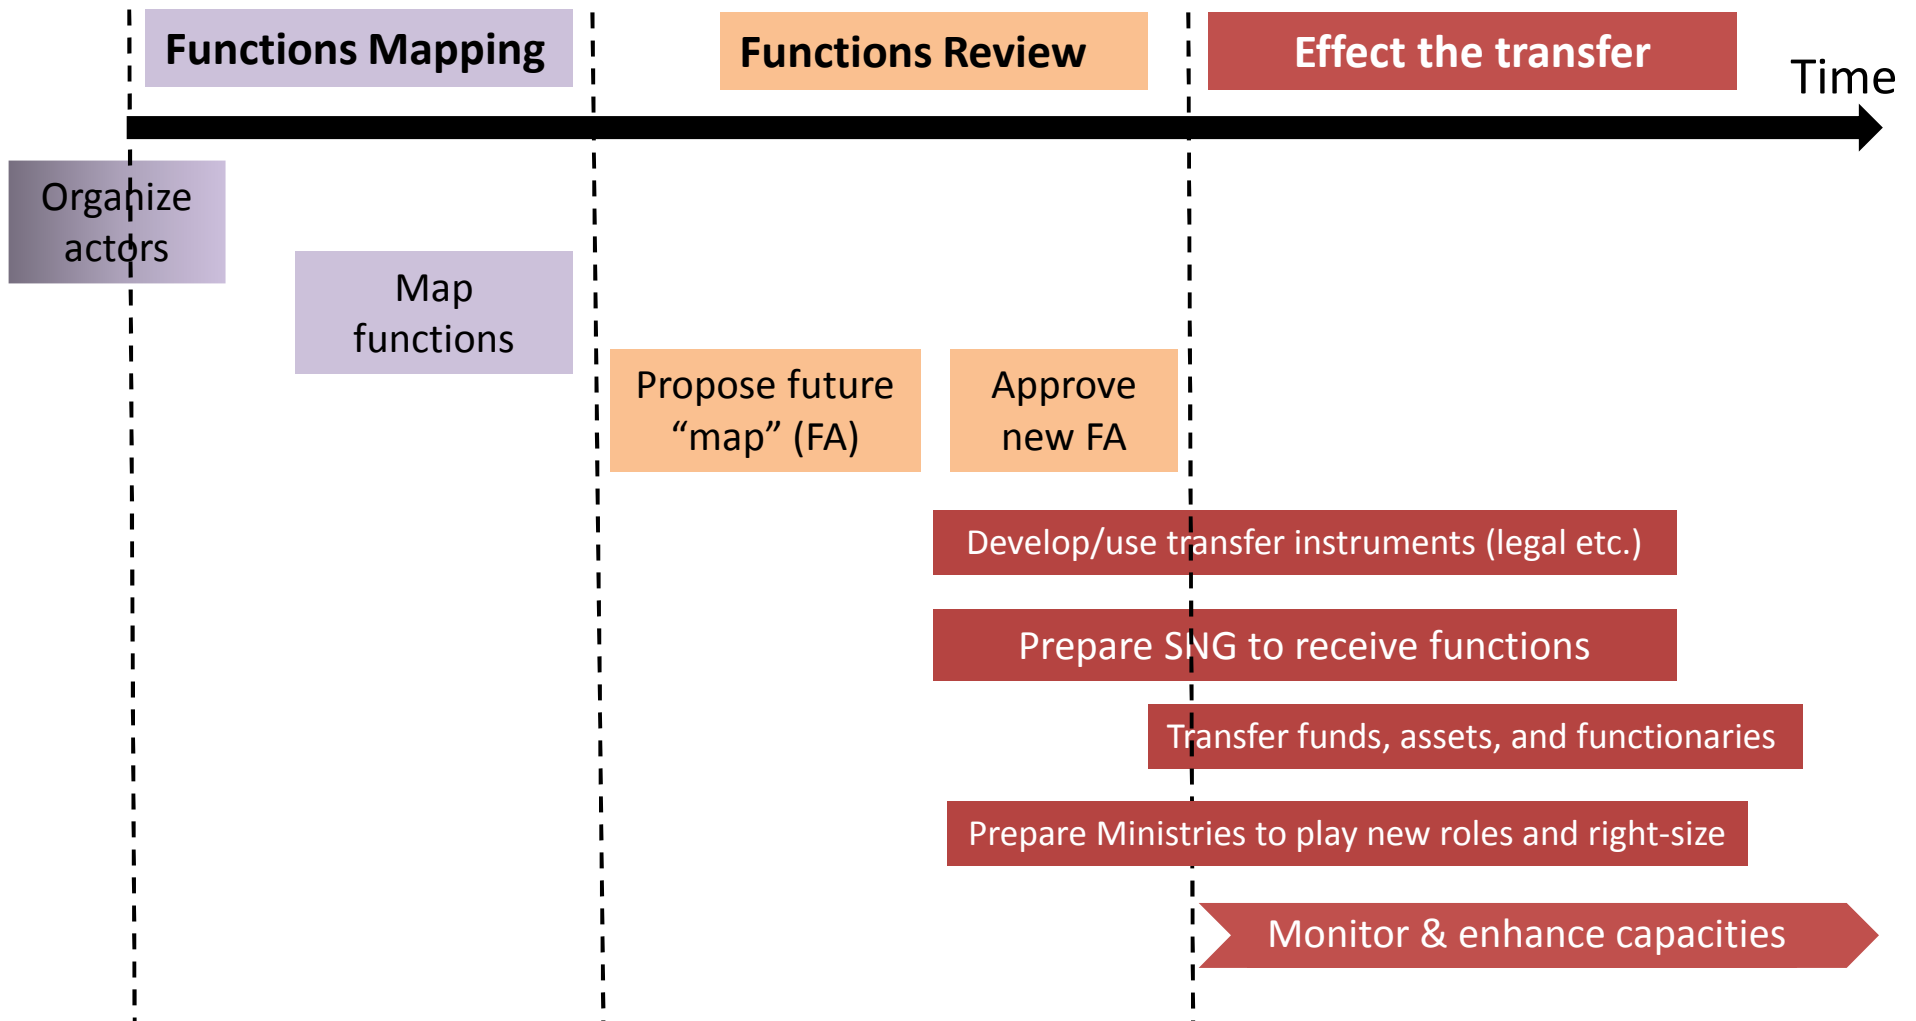 Functions Mapping
Functions Review
Effect the transfer
Time
Organize
actors
Map
functions
Propose future
“map” (FA)
Approve
new FA
Develop/use transfer instruments (legal etc.)
Prepare SNG to receive functions
Transfer funds, assets, and functionaries
Prepare Ministries to play new roles and right-size
Monitor & enhance capacities